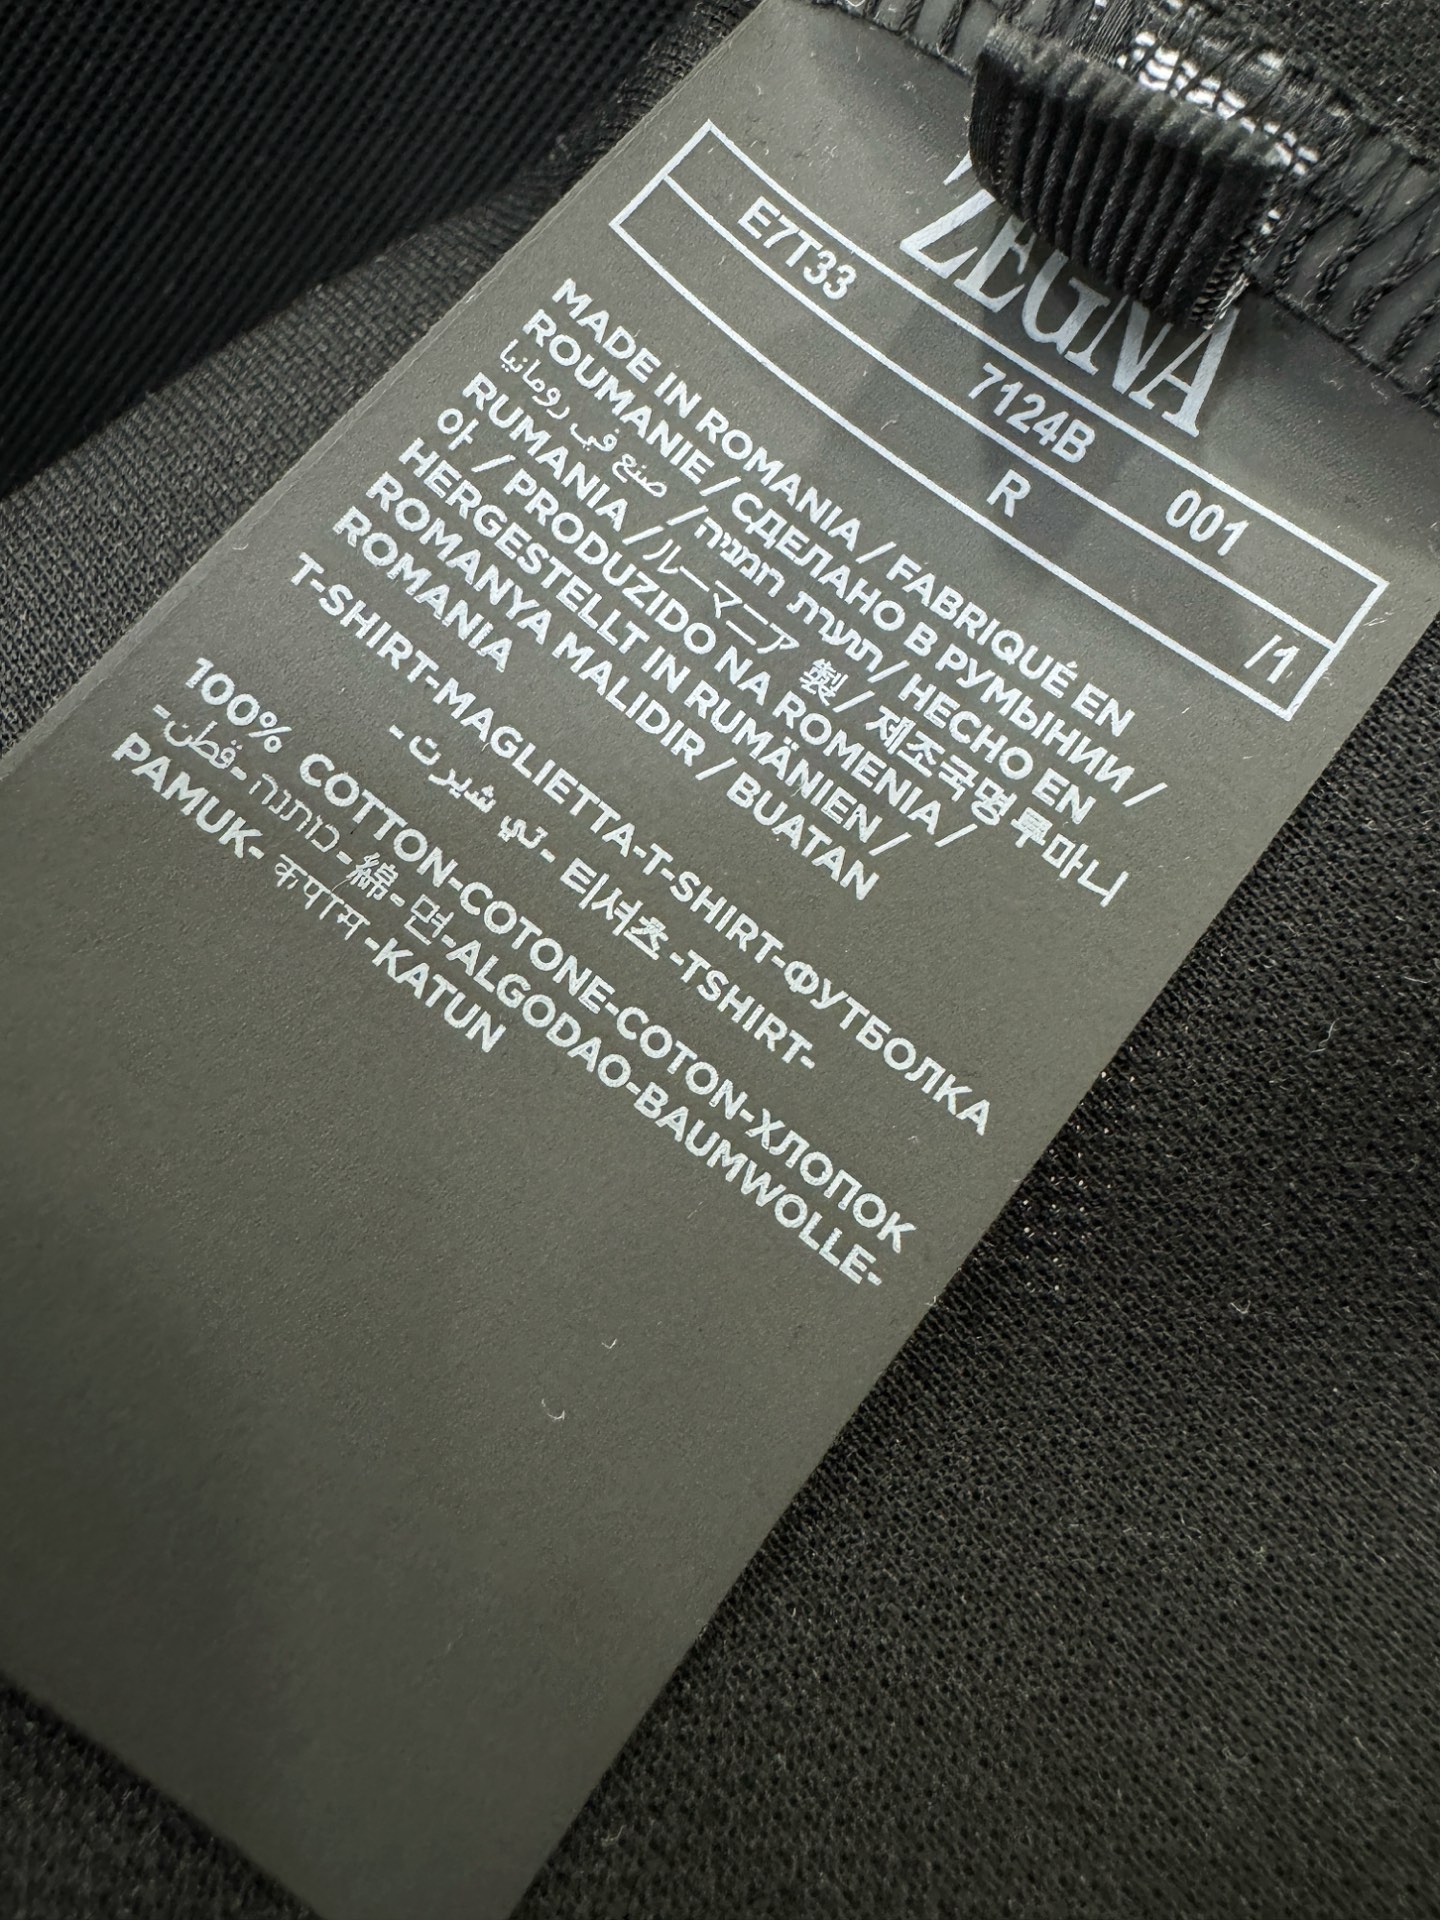 ZEGNA
E7T33 7124B 001
R /1
MADE IN ROMANIA / FABRIQUÉ EN
ROUMANIE / СДЕЛАНО В РУМЫНИИ /
صنع في رومانيا / תוצרת רומניה / HECHO EN
RUMANIA / ルーマニア 製 / 제조국명 루마니
아 / PRODUZIDO NA ROMENIA /
HERGESTELLT IN RUMÄNIEN /
ROMANYA MALIDIR / BUATAN
ROMANIA
T-SHIRT-MAGLIETTA-T-SHIRT-ФУТБОЛКА
- تي شيرت - 티셔츠 -TSHIRT-
100% COTTON-COTONE-COTON-ХЛОПОК
-قطن- כותנה-綿-면-ALGODAO-BAUMWOLLE-
PAMUK- कपास -KATUN